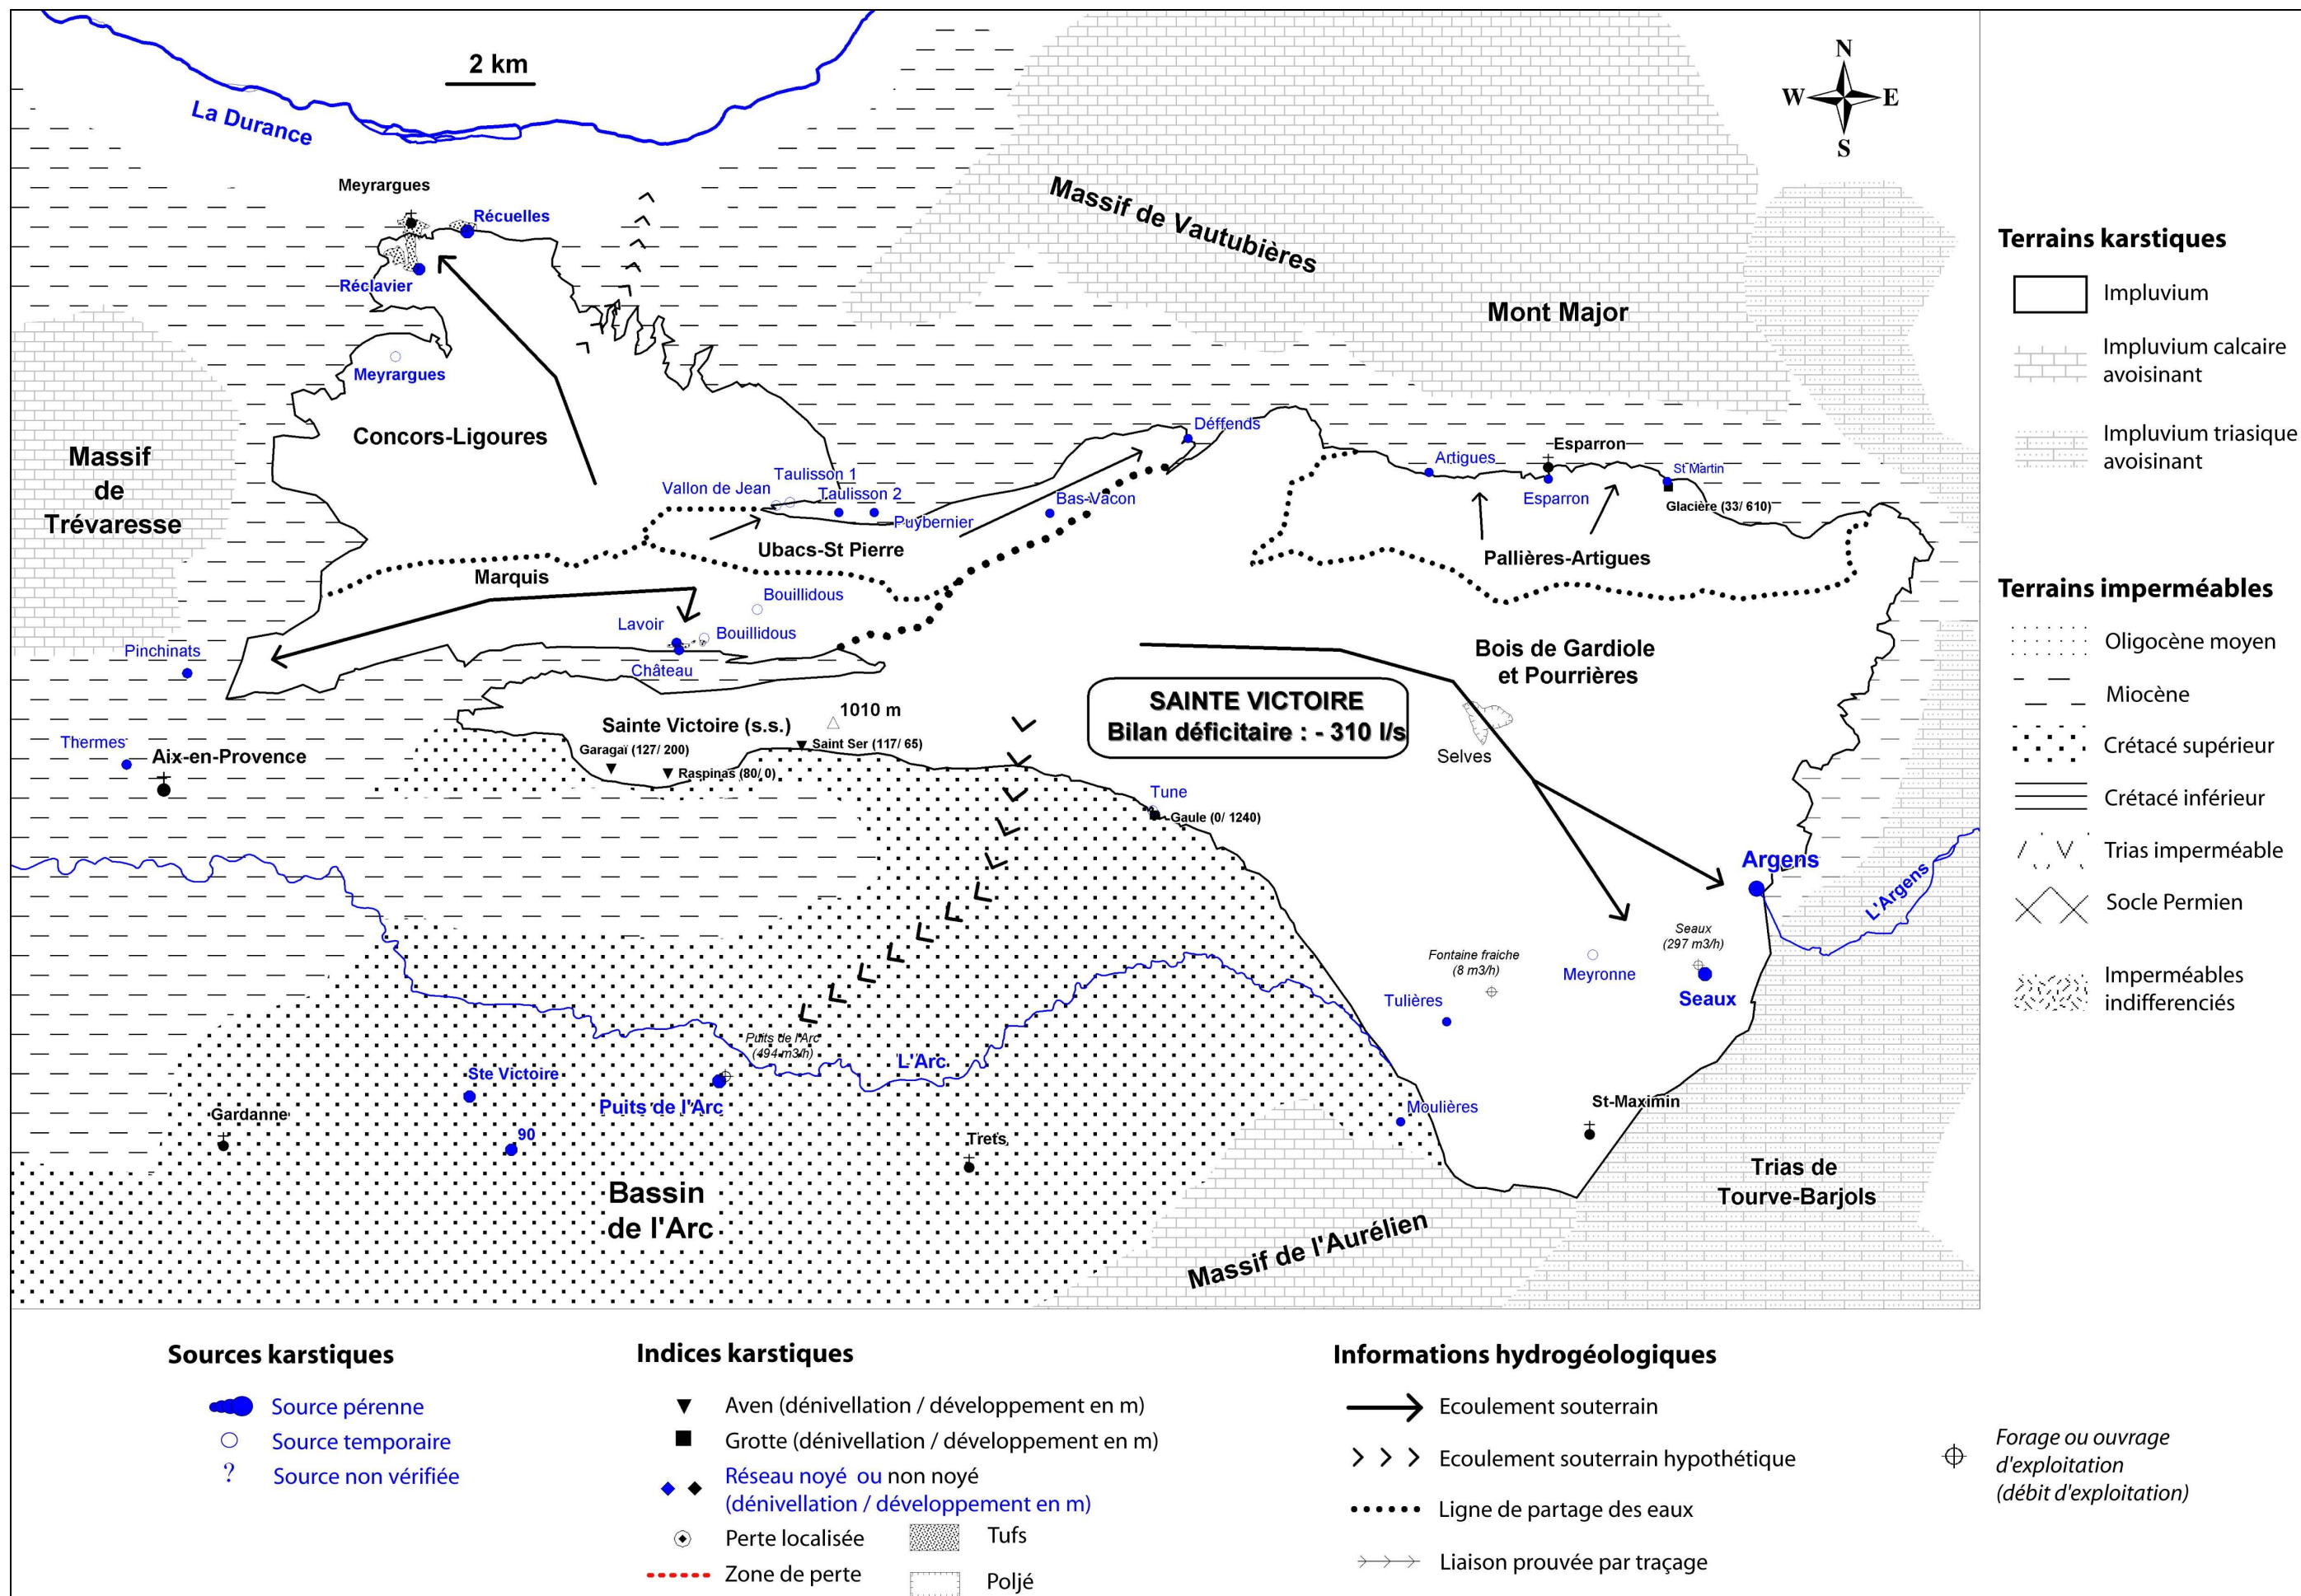 2 km
N
W
E
S
La Durance
Meyrargues
Récuelles
Réclavier
Meyrargues
Massif de Vautubières
Mont Major
Concors-Ligoures
Massif
de
Trévaresse
Déffends
Artigues
Esparron
St Martin
Esparron
Glacière (33/ 610)
Taulisson 1
Vallon de Jean
Taulisson 2
Puybernier
Bas-Vacon
Ubacs-St Pierre
Pallières-Artigues
Marquis
Bouillidous
Lavoir
Bouillidous
Château
Pinchinats
Bois de Gardiole
et Pourrières
SAINTE VICTOIRE
Bilan déficitaire : - 310 l/s
Selves
Sainte Victoire (s.s.)
1010 m
Garagaï (127/ 200)
Saint Ser (117/ 65)
Raspinas (80/ 0)
Thermes
Aix-en-Provence
Tune
Gaule (0/ 1240)
Argens
L'Argens
Seaux
(297 m3/h)
Fontaine fraiche
(8 m3/h)
Meyronne
Seaux
Tulières
Puits de l'Arc
(494 m3/h)
L'Arc
Ste Victoire
Puits de l'Arc
Moulières
St-Maximin
Gardanne
90
Trets
Bassin
de l'Arc
Trias de
Tourve-Barjols
Massif de l'Aurélien
Terrains karstiques
Impluvium
Impluvium calcaire
avoisinant
Impluvium triasique
avoisinant
Terrains imperméables
Oligocène moyen
Miocène
Crétacé supérieur
Crétacé inférieur
Trias imperméable
Socle Permien
Imperméables
indifferenciés
Sources karstiques
Source pérenne
Source temporaire
? Source non vérifiée
Indices karstiques
Aven (dénivellation / développement en m)
Grotte (dénivellation / développement en m)
Réseau noyé ou non noyé
(dénivellation / développement en m)
Perte localisée
Tufs
Zone de perte
Poljé
Informations hydrogéologiques
Ecoulement souterrain
Ecoulement souterrain hypothétique
Ligne de partage des eaux
Liaison prouvée par traçage
Forage ou ouvrage
d'exploitation
(débit d'exploitation)